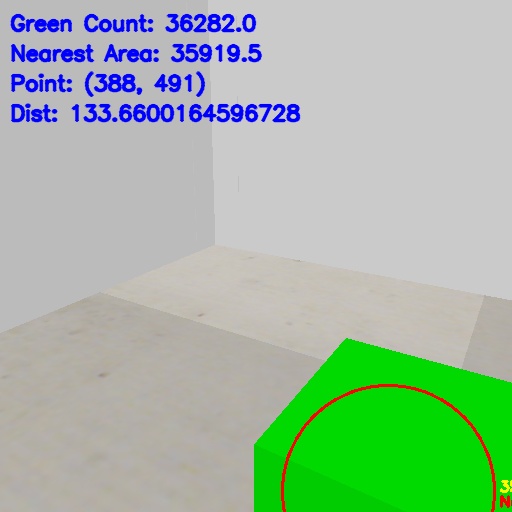 Green Count: 36282.0
Nearest Area: 35919.5
Point: (388, 491)
Dist: 133.6600164596728